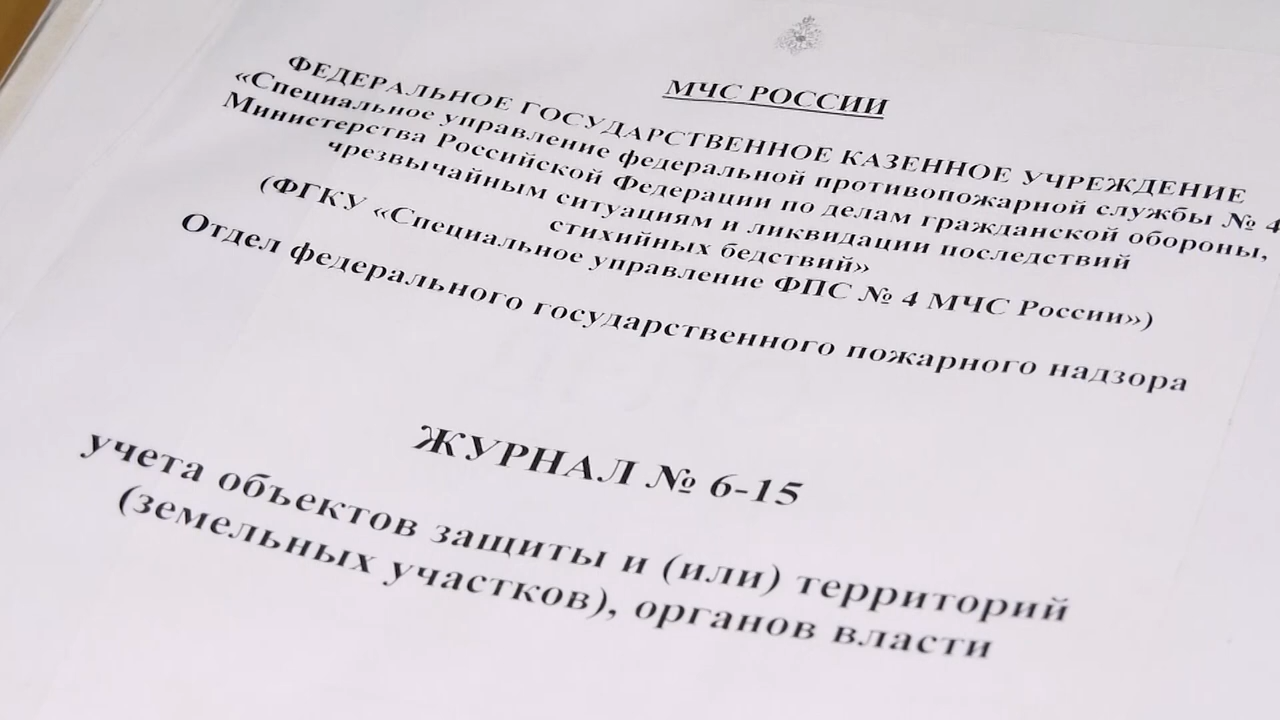 МЧС РОССИИ
ФЕДЕРАЛЬНОЕ ГОСУДАРСТВЕННОЕ КАЗЕННОЕ УЧРЕЖДЕНИЕ
«Специальное управление федеральной противопожарной службы № 4
Министерства Российской Федерации по делам гражданской обороны,
чрезвычайным ситуациям и ликвидации последствий
стихийных бедствий»
(ФГКУ «Специальное управление ФПС № 4 МЧС России»)
Отдел федерального государственного пожарного надзора
ЖУРНАЛ № 6-15
учета объектов защиты и (или) территорий
(земельных участков), органов власти